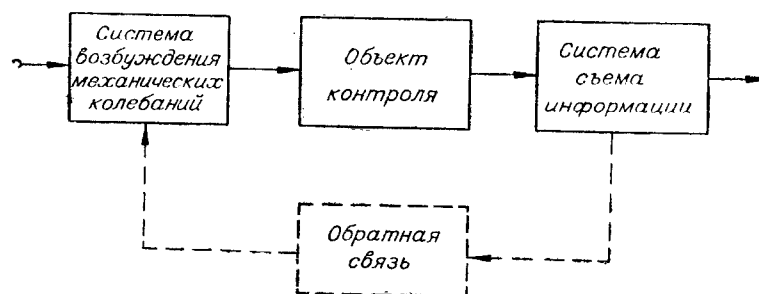 Система
возбуждения
механических
колебаний
Объект
контроля
Система
съема
информации
Обратная
связь